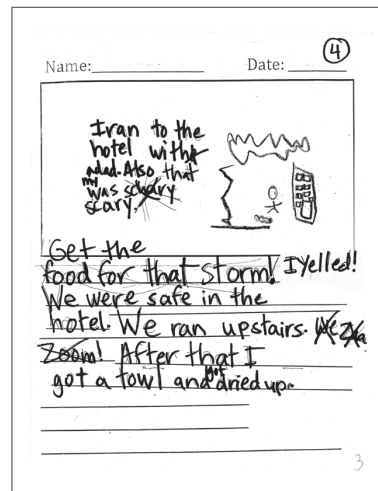 4
Name: Date:
I ran to the
hotel with
my dad. Also that
was scary
scary.
Get the
food for that storm! I Yelled!
We were safe in the
hotel. We ran upstairs. We
Zoom! After that I
got a towl and got dried up.
3